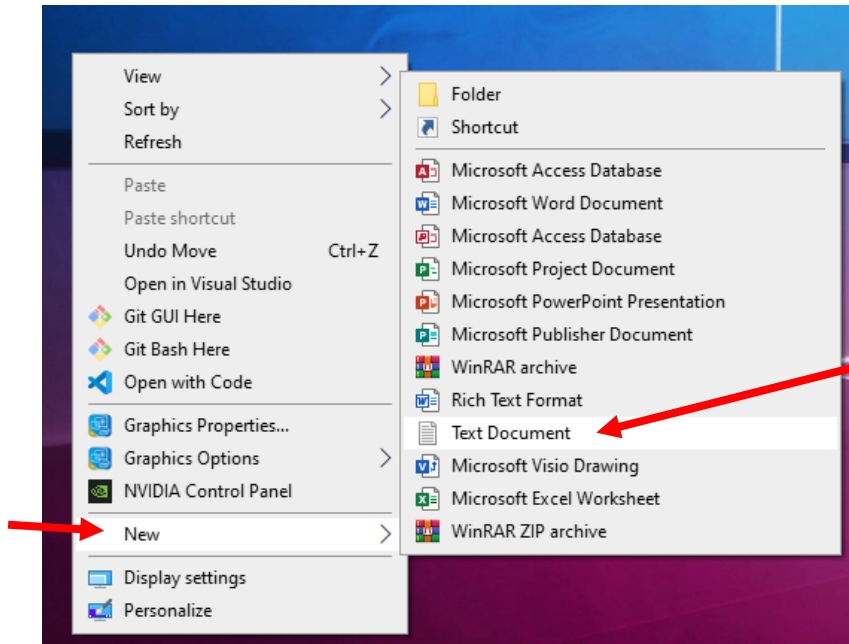 View
Sort by
Refresh
Paste
Paste shortcut
Undo Move Ctrl+Z
Open in Visual Studio
Git GUI Here
Git Bash Here
Open with Code
Graphics Properties...
Graphics Options
NVIDIA Control Panel
New
Display settings
Personalize
Folder
Shortcut
Microsoft Access Database
Microsoft Word Document
Microsoft Access Database
Microsoft Project Document
Microsoft PowerPoint Presentation
Microsoft Publisher Document
WinRAR archive
Rich Text Format
Text Document
Microsoft Visio Drawing
Microsoft Excel Worksheet
WinRAR ZIP archive